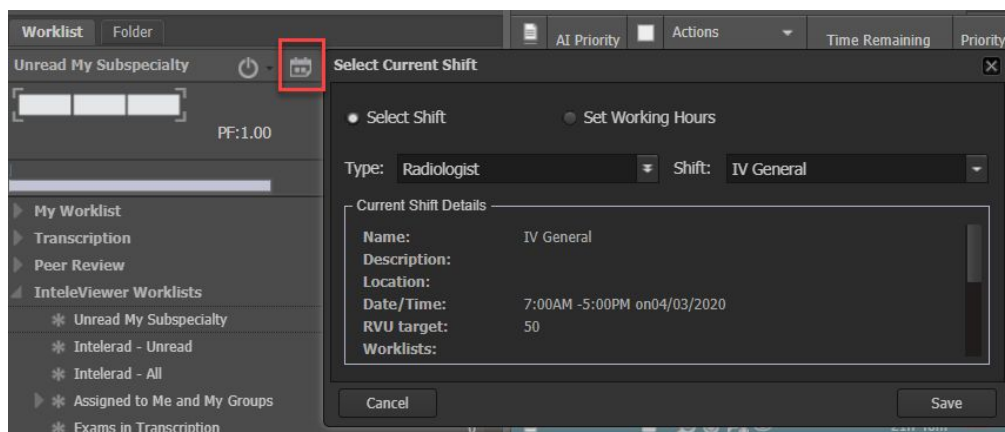 Worklist Folder
AI Priority Actions Time Remaining Priority
Unread My Subspecialty
PF:1.00
My Worklist
Transcription
Peer Review
InteleViewer Worklists
Unread My Subspecialty
Intelerad - Unread
Intelerad - All
Assigned to Me and My Groups
Exams in Transcription
Select Current Shift
Select Shift Set Working Hours
Type: Radiologist Shift: IV General
Current Shift Details
Name: IV General
Description:
Location:
Date/Time: 7:00AM -5:00PM on04/03/2020
RVU target: 50
Worklists:
Cancel Save